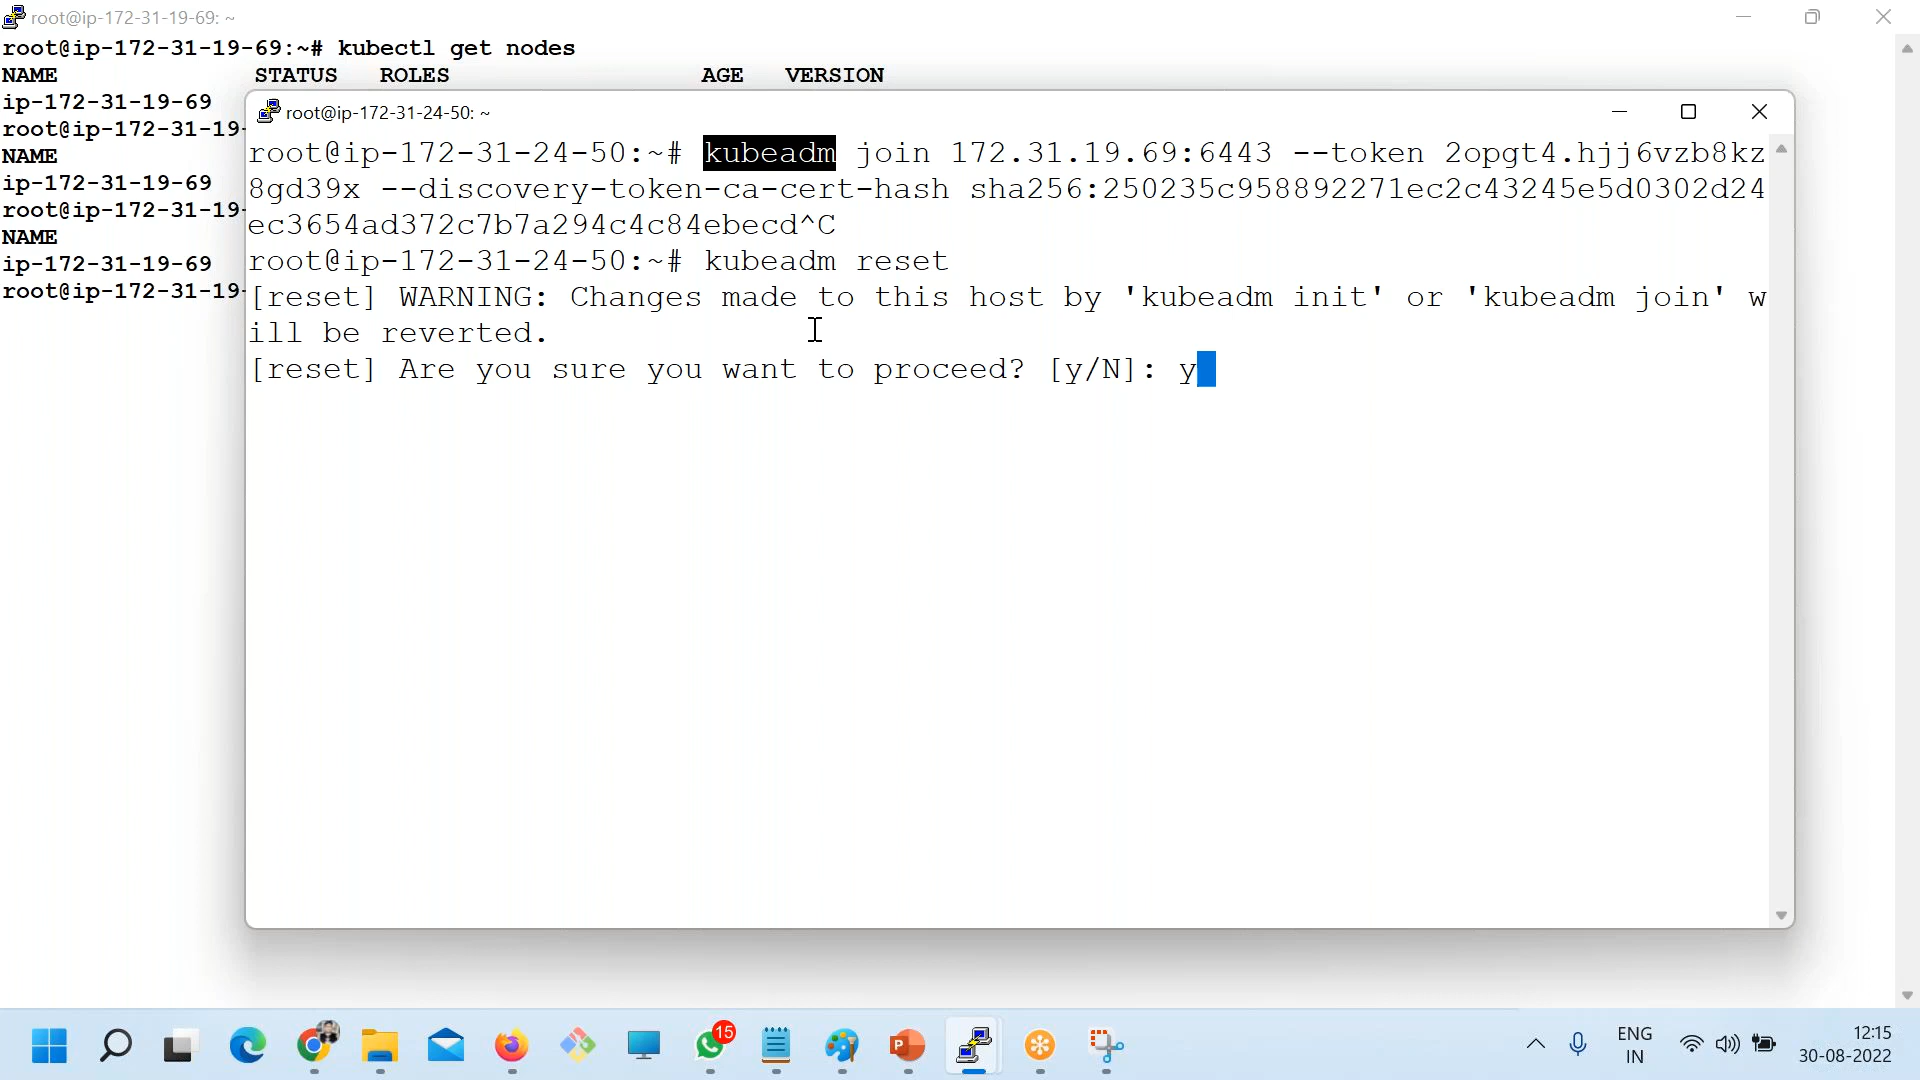 root@ip-172-31-19-69: ~
root@ip-172-31-19-69:~# kubectl get nodes
NAME STATUS ROLES AGE VERSION
ip-172-31-19-69
root@ip-172-31-19-
NAME
ip-172-31-19-69
root@ip-172-31-19-
NAME
ip-172-31-19-69
root@ip-172-31-19-
root@ip-172-31-24-50: ~
root@ip-172-31-24-50:~# kubeadm join 172.31.19.69:6443 --token 2opgt4.hjj6vzb8kz
8gd39x --discovery-token-ca-cert-hash sha256:250235c958892271ec2c43245e5d0302d24
ec3654ad372c7b7a294c4c84ebecd^C
root@ip-172-31-24-50:~# kubeadm reset
[reset] WARNING: Changes made to this host by 'kubeadm init' or 'kubeadm join' w
ill be reverted.
[reset] Are you sure you want to proceed? [y/N]: y
15
ENG
IN
12:15
30-08-2022